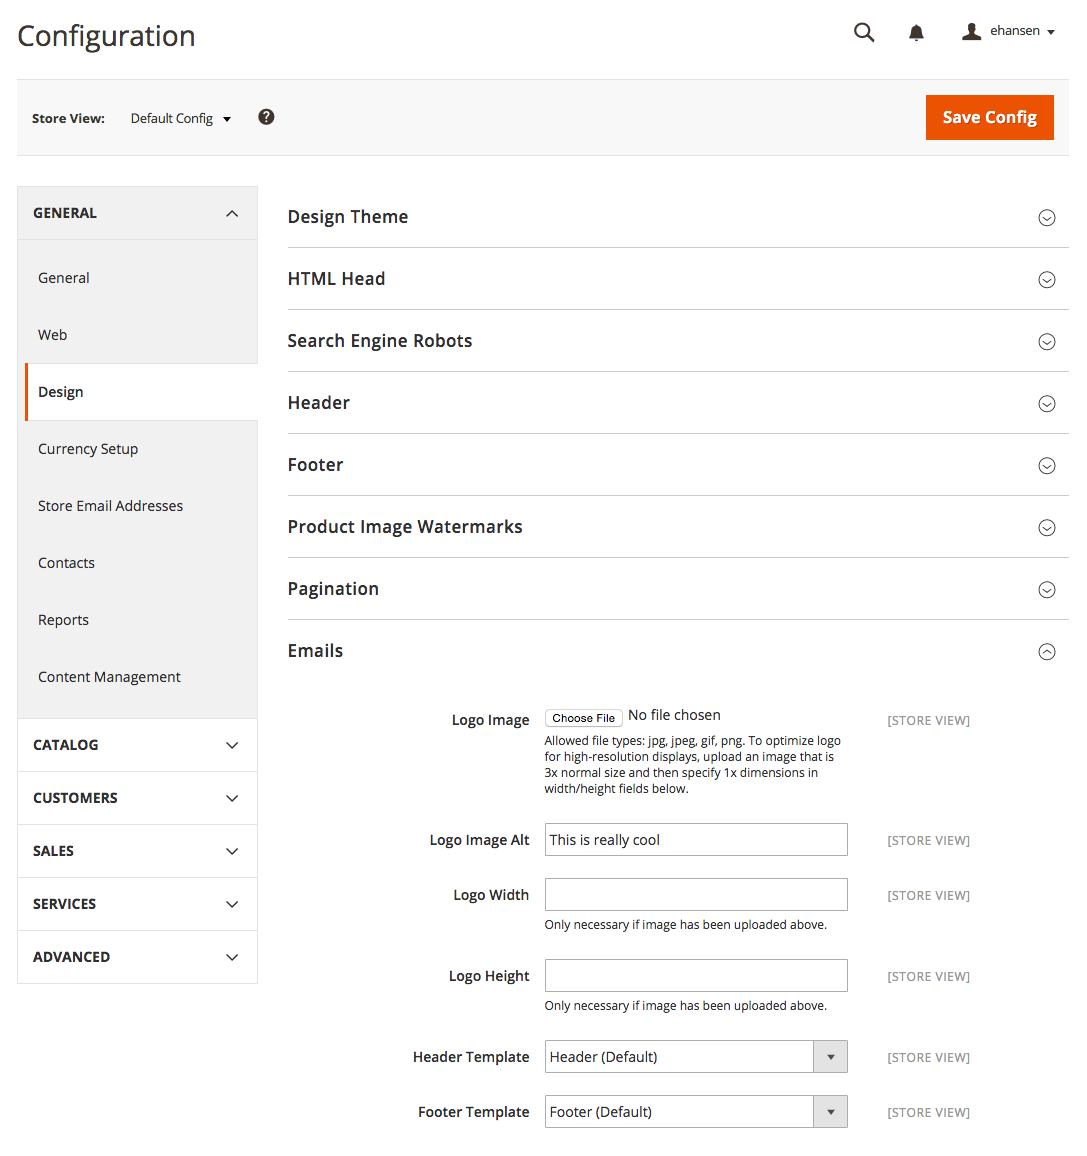 Configuration
ehansen
Store View: Default Config ?
Save Config
GENERAL
General
Web
Design
Currency Setup
Store Email Addresses
Contacts
Reports
Content Management
CATALOG
CUSTOMERS
SALES
SERVICES
ADVANCED
Design Theme
HTML Head
Search Engine Robots
Header
Footer
Product Image Watermarks
Pagination
Emails
Logo Image Choose File No file chosen [STORE VIEW]
Allowed file types: jpg, jpeg, gif, png. To optimize logo
for high-resolution displays, upload an image that is
3x normal size and then specify 1x dimensions in
width/height fields below.
Logo Image Alt This is really cool [STORE VIEW]
Logo Width [STORE VIEW]
Only necessary if image has been uploaded above.
Logo Height [STORE VIEW]
Only necessary if image has been uploaded above.
Header Template Header (Default) [STORE VIEW]
Footer Template Footer (Default) [STORE VIEW]